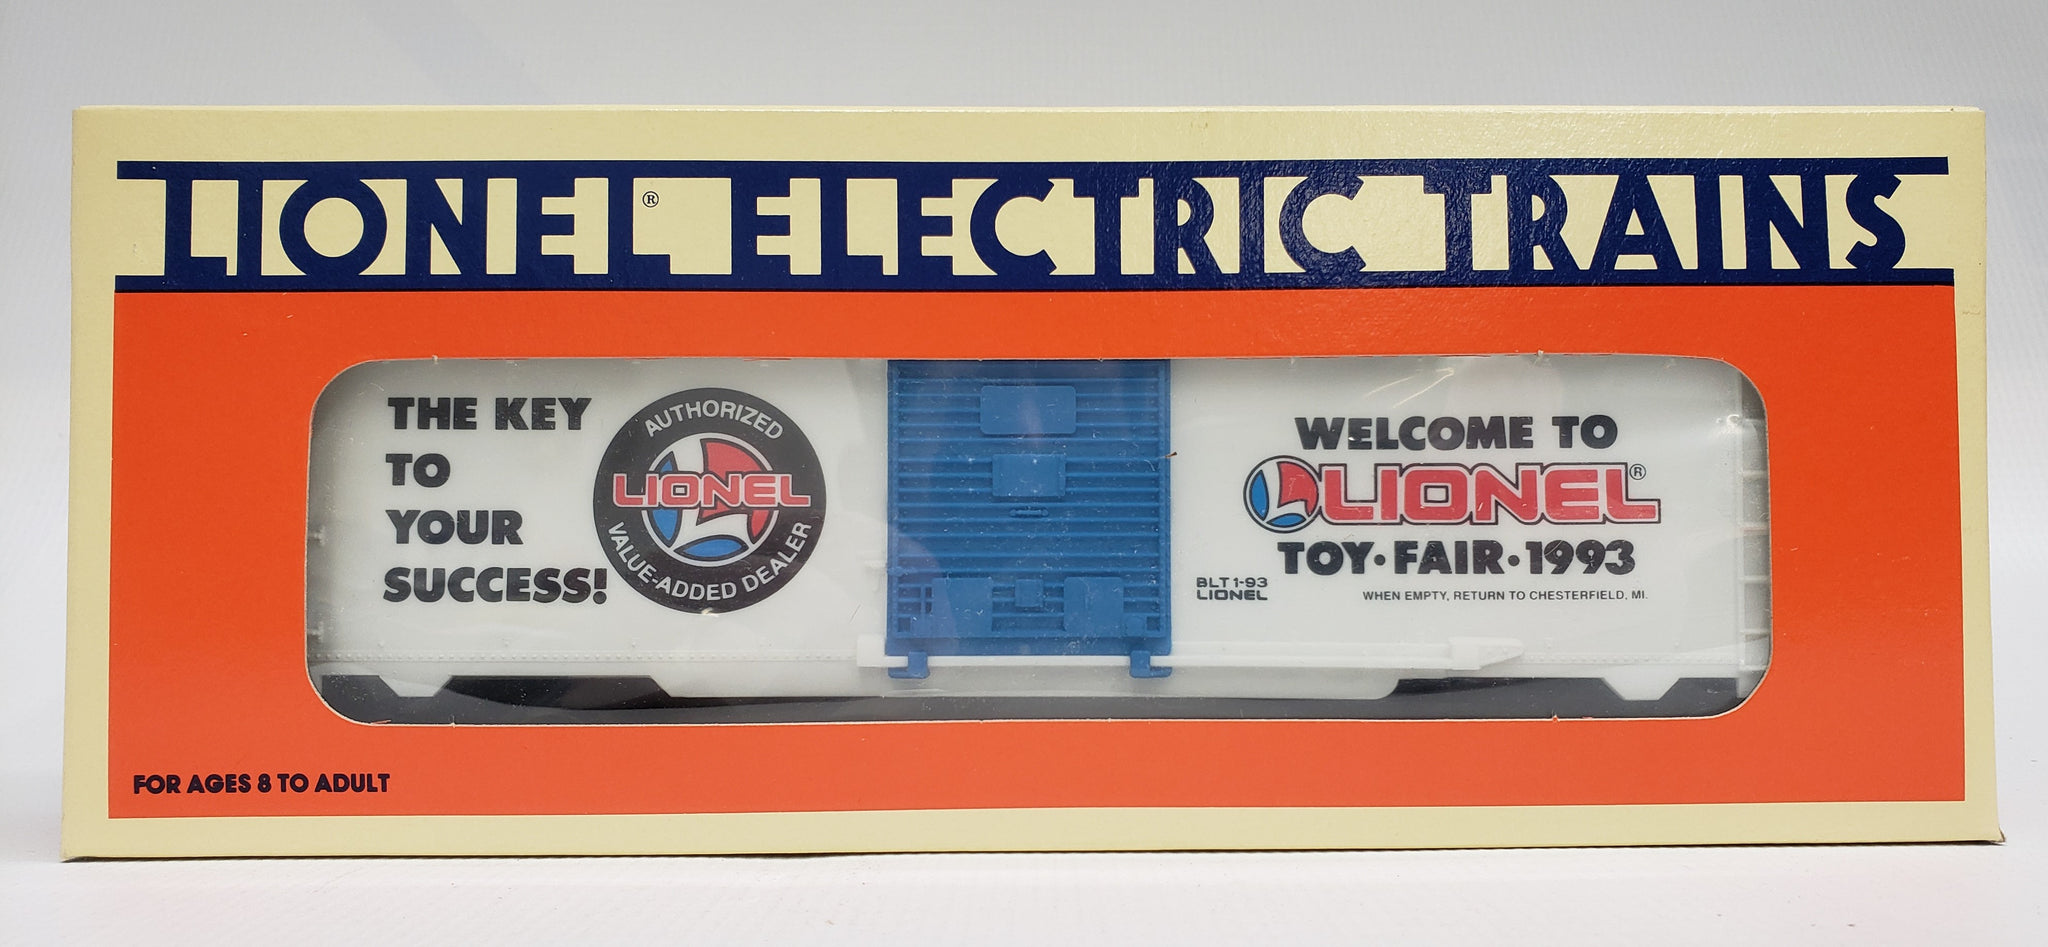 LIONEL® ELECTRIC TRAINS
THE KEY
TO
YOUR
SUCCESS!
AUTHORIZED
LIONEL
VALUE-ADDED DEALER
WELCOME TO
LIONEL®
TOY•FAIR•1993
BLT 1-93
LIONEL
WHEN EMPTY, RETURN TO CHESTERFIELD, MI.
FOR AGES 8 TO ADULT